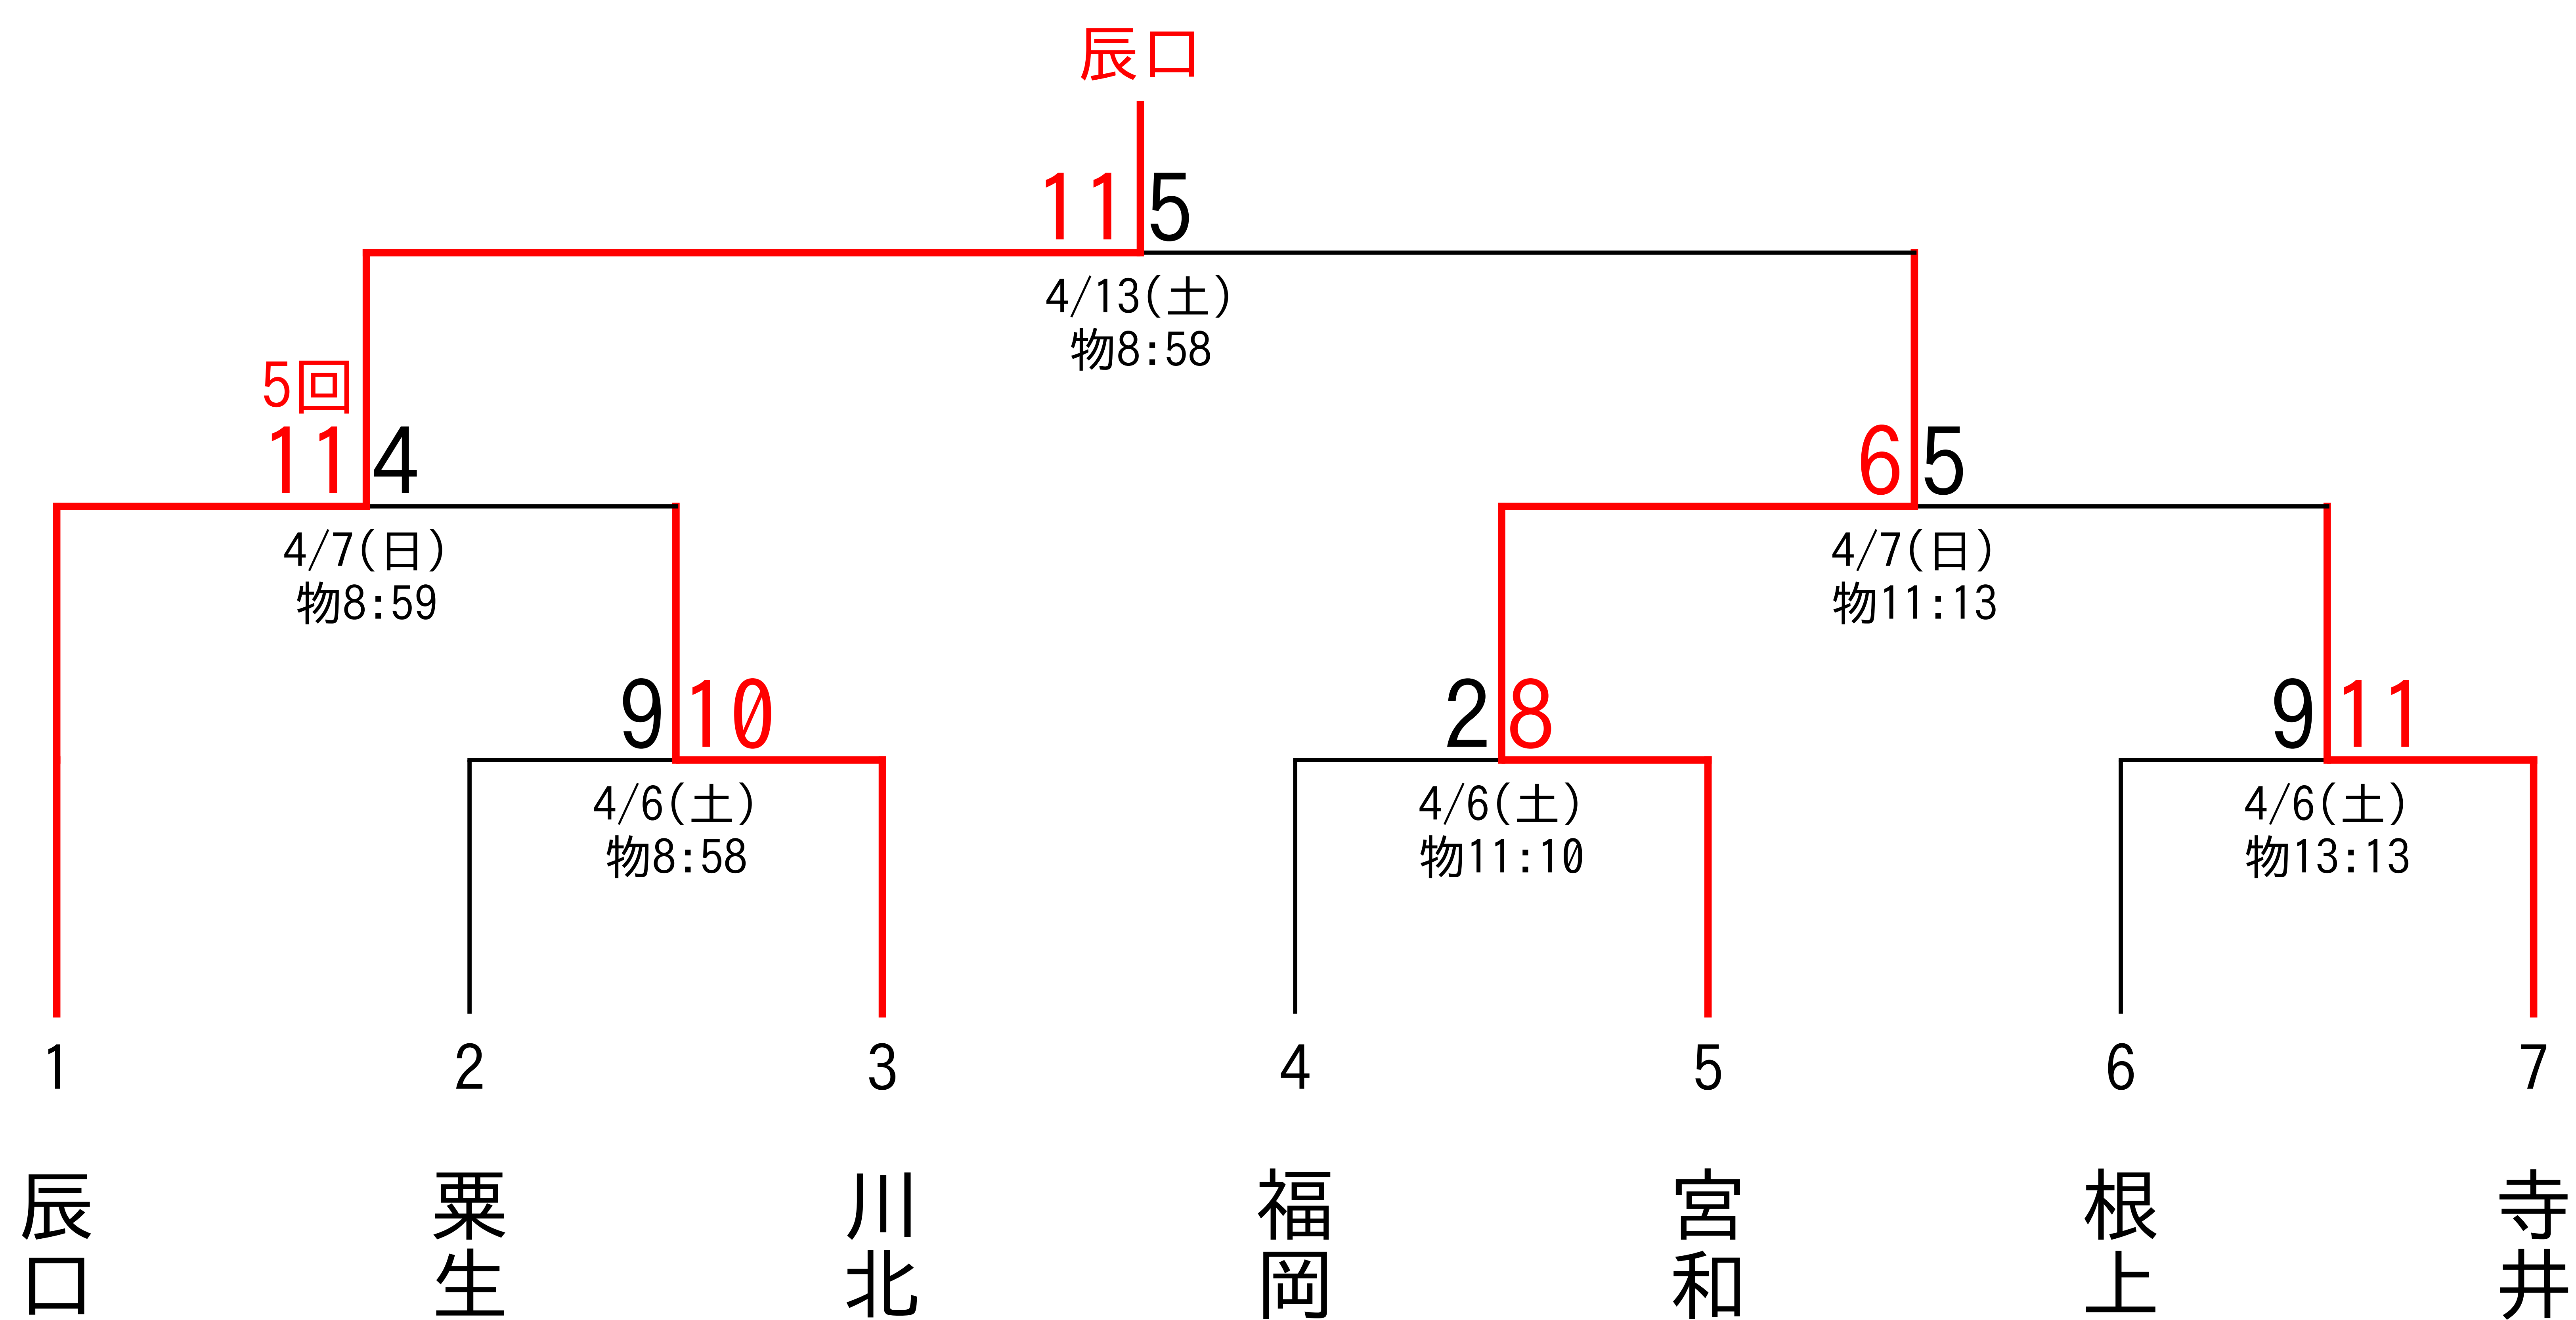 辰口
11 5
4/13(土)
物8:58
5回
11 4
6 5
4/7(日)
物8:59
4/7(日)
物11:13
9 10
2 8
9 11
4/6(土)
物8:58
4/6(土)
物11:10
4/6(土)
物13:13
1 2 3 4 5 6 7
辰口
粟生
川北
福岡
宮和
根上
寺井